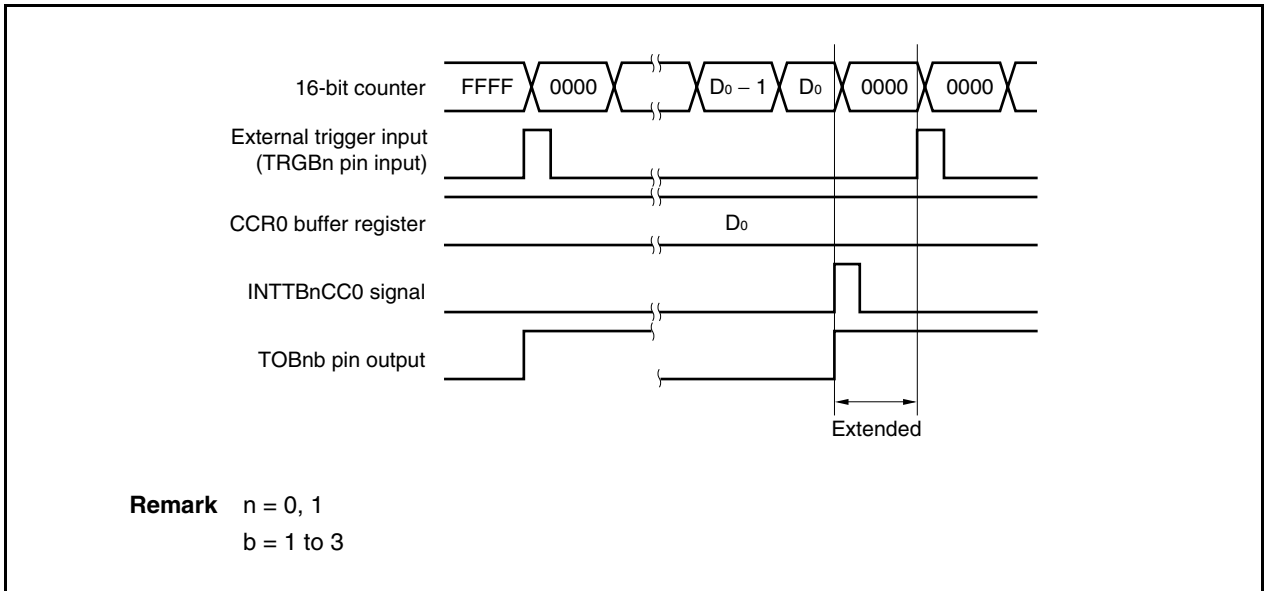 16-bit counter FFFF 0000 D₀ − 1 D₀ 0000 0000
External trigger input
(TRGBn pin input)
CCR0 buffer register D₀
INTTBnCC0 signal
TOBnb pin output
Extended
Remark n = 0, 1
b = 1 to 3